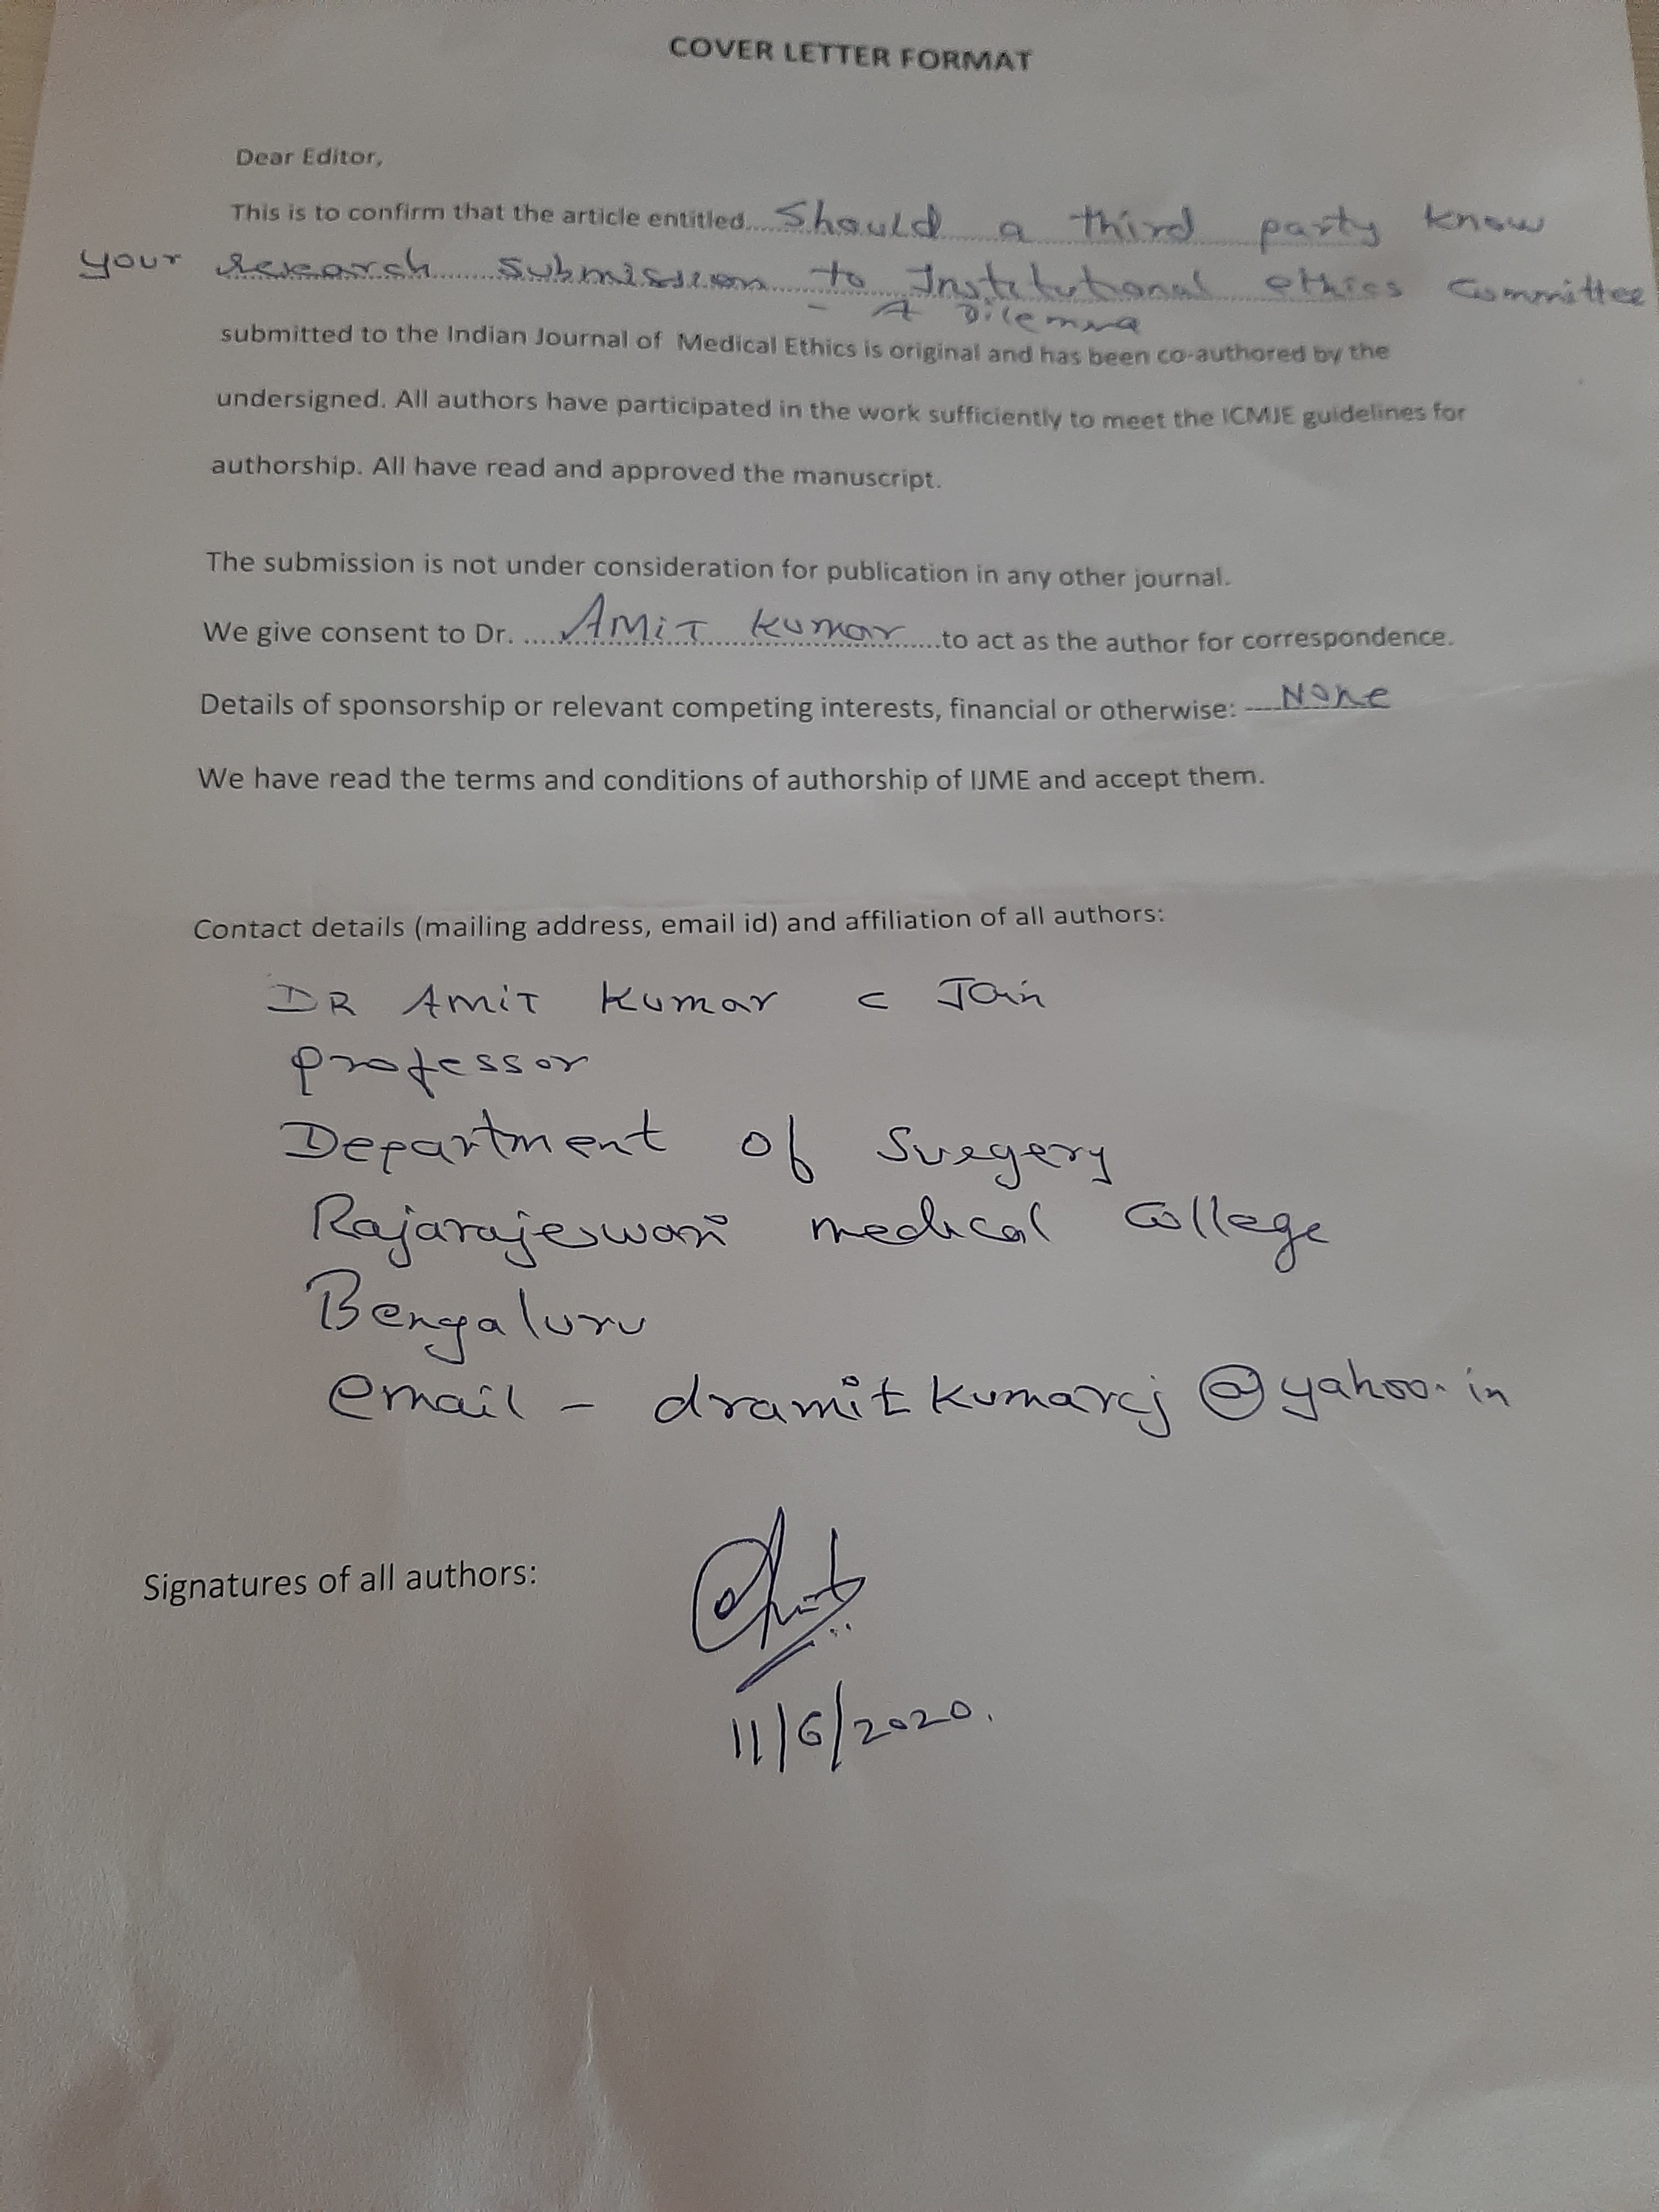 COVER LETTER FORMAT
Dear Editor,
This is to confirm that the article entitled.... Should a third party know
your research submission to Institutional ethics Committee
- A Dilemma
submitted to the Indian Journal of Medical Ethics is original and has been co-authored by the
undersigned. All authors have participated in the work sufficiently to meet the ICMJE guidelines for
authorship. All have read and approved the manuscript.
The submission is not under consideration for publication in any other journal.
We give consent to Dr. .....AMiT Kumar.....to act as the author for correspondence.
Details of sponsorship or relevant competing interests, financial or otherwise: None
We have read the terms and conditions of authorship of IJME and accept them.
Contact details (mailing address, email id) and affiliation of all authors:
DR AMiT Kumar C Jain
professor
Department of Surgery
Rajarajeswari medical College
Bengaluru
email - dramitkumarcj@yahoo.in
Signatures of all authors:
11/6/2020.